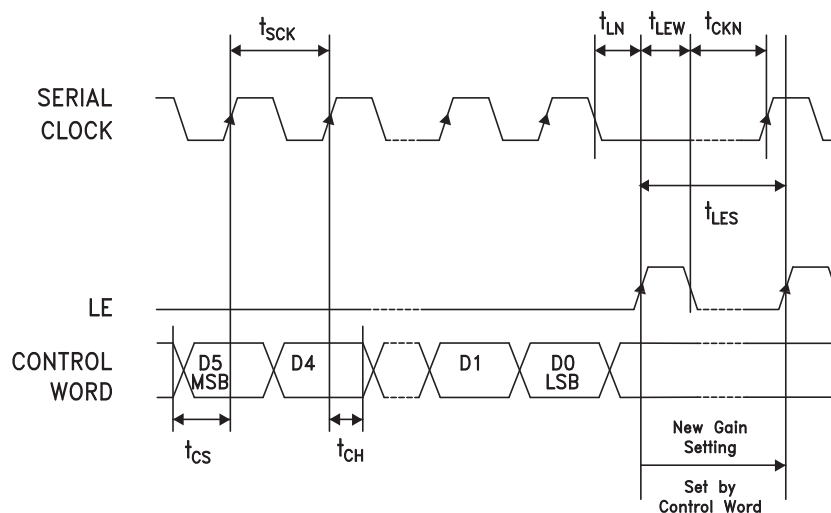 tSCK
tLN
tLEW
tCKN
SERIAL
CLOCK
tLES
LE
CONTROL
WORD
D5
MSB
D4
D1
D0
LSB
tCS
tCH
New Gain
Setting
Set by
Control Word